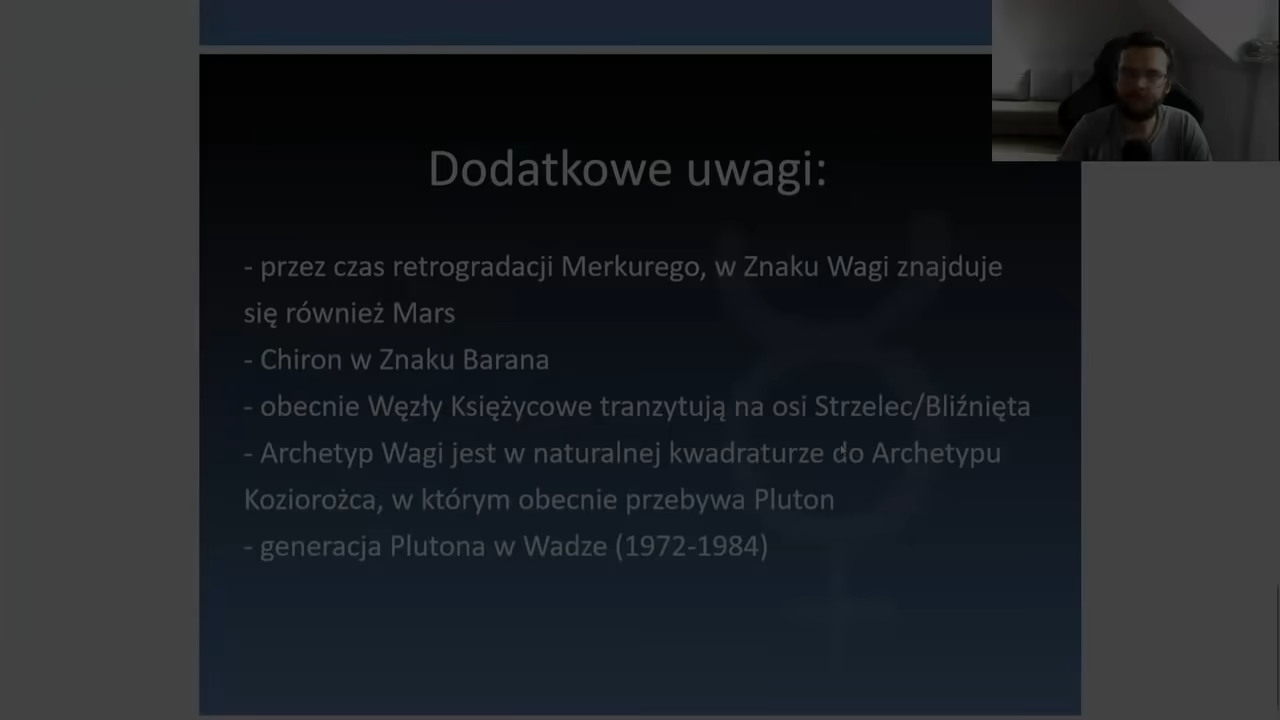 Dodatkowe uwagi:
- przez czas retrogradacji Merkurego, w Znaku Wagi znajduje
się również Mars
- Chiron w Znaku Barana
- obecnie Węzły Księżycowe tranzytują na osi Strzelec/Bliźnięta
- Archetyp Wagi jest w naturalnej kwadraturze do Archetypu
Koziorożca, w którym obecnie przebywa Pluton
- generacja Plutona w Wadze (1972-1984)